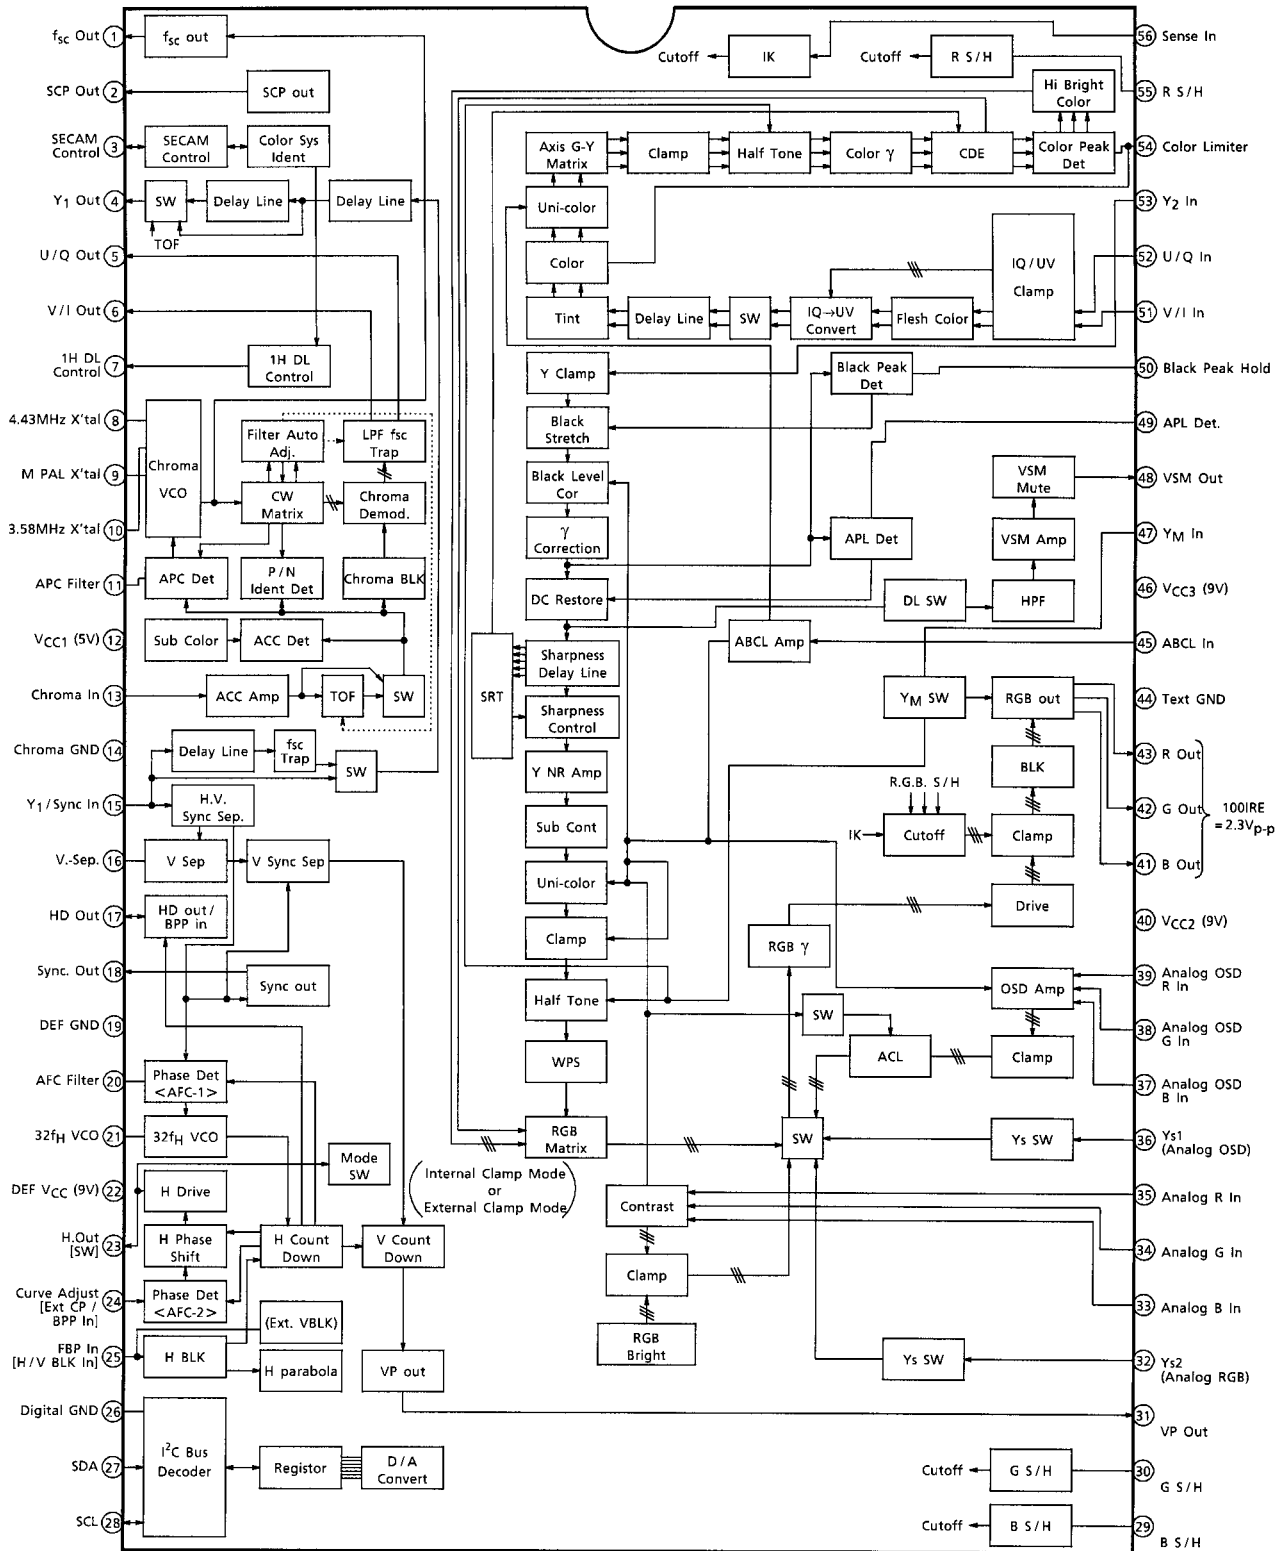 fsc Out 1
fsc out
SCP Out 2
SCP out
SECAM
Control 3
SECAM
Control
Color Sys
Ident
Y1 Out 4
SW
Delay Line
Delay Line
TOF
U/Q Out 5
V/I Out 6
1H DL
Control 7
1H DL
Control
4.43MHz X'tal 8
M PAL X'tal 9
3.58MHz X'tal 10
Chroma
VCO
Filter Auto
Adj.
LPF fsc
Trap
CW
Matrix
Chroma
Demod.
APC Filter 11
APC Det
P/N
Ident Det
Chroma BLK
VCC1 (5V) 12
Sub Color
ACC Det
Chroma In 13
ACC Amp
TOF
SW
Chroma GND 14
Delay Line
fsc
Trap
SW
Y1/Sync In 15
H.V.
Sync Sep.
V.-Sep. 16
V Sep
V Sync Sep
HD Out 17
HD out/
BPP in
Sync. Out 18
Sync out
DEF GND 19
AFC Filter 20
Phase Det
<AFC-1>
32fH VCO 21
32fH VCO
Mode
SW
DEF VCC (9V) 22
H Drive
H.Out
[SW] 23
H Phase
Shift
H Count
Down
V Count
Down
Curve Adjust
[Ext CP /
BPP In] 24
Phase Det
<AFC-2>
(Ext. VBLK)
FBP In
[H/V BLK In] 25
H BLK
H parabola
VP out
Digital GND 26
I2C Bus
Decoder
SDA 27
Registor
D/A
Convert
SCL 28
Cutoff
IK
Cutoff
R S/H
Hi Bright
Color
Axis G-Y
Matrix
Clamp
Half Tone
Color γ
CDE
Color Peak
Det
Uni-color
Color
Tint
Delay Line
SW
IQ→UV
Convert
Flesh Color
IQ/UV
Clamp
Y Clamp
Black Peak
Det
Black
Stretch
Black Level
Cor
γ
Correction
APL Det
VSM
Mute
VSM Amp
HPF
DL SW
DC Restore
ABCL Amp
SRT
Sharpness
Delay Line
Sharpness
Control
YM SW
RGB out
Y NR Amp
BLK
R.G.B. S/H
Sub Cont
IK
Cutoff
Clamp
Uni-color
Drive
Clamp
RGB γ
Half Tone
SW
OSD Amp
WPS
ACL
Clamp
RGB
Matrix
SW
Ys SW
(Internal Clamp Mode
or
External Clamp Mode)
Contrast
Clamp
RGB
Bright
Ys SW
Cutoff
G S/H
Cutoff
B S/H
56 Sense In
55 R S/H
54 Color Limiter
53 Y2 In
52 U/Q In
51 V/I In
50 Black Peak Hold
49 APL Det.
48 VSM Out
47 YM In
46 VCC3 (9V)
45 ABCL In
44 Text GND
43 R Out
42 G Out
41 B Out
100IRE
=2.3Vp-p
40 VCC2 (9V)
39 Analog OSD
R In
38 Analog OSD
G In
37 Analog OSD
B In
36 Ys1
(Analog OSD)
35 Analog R In
34 Analog G In
33 Analog B In
32 Ys2
(Analog RGB)
31
VP Out
30
G S/H
29
B S/H